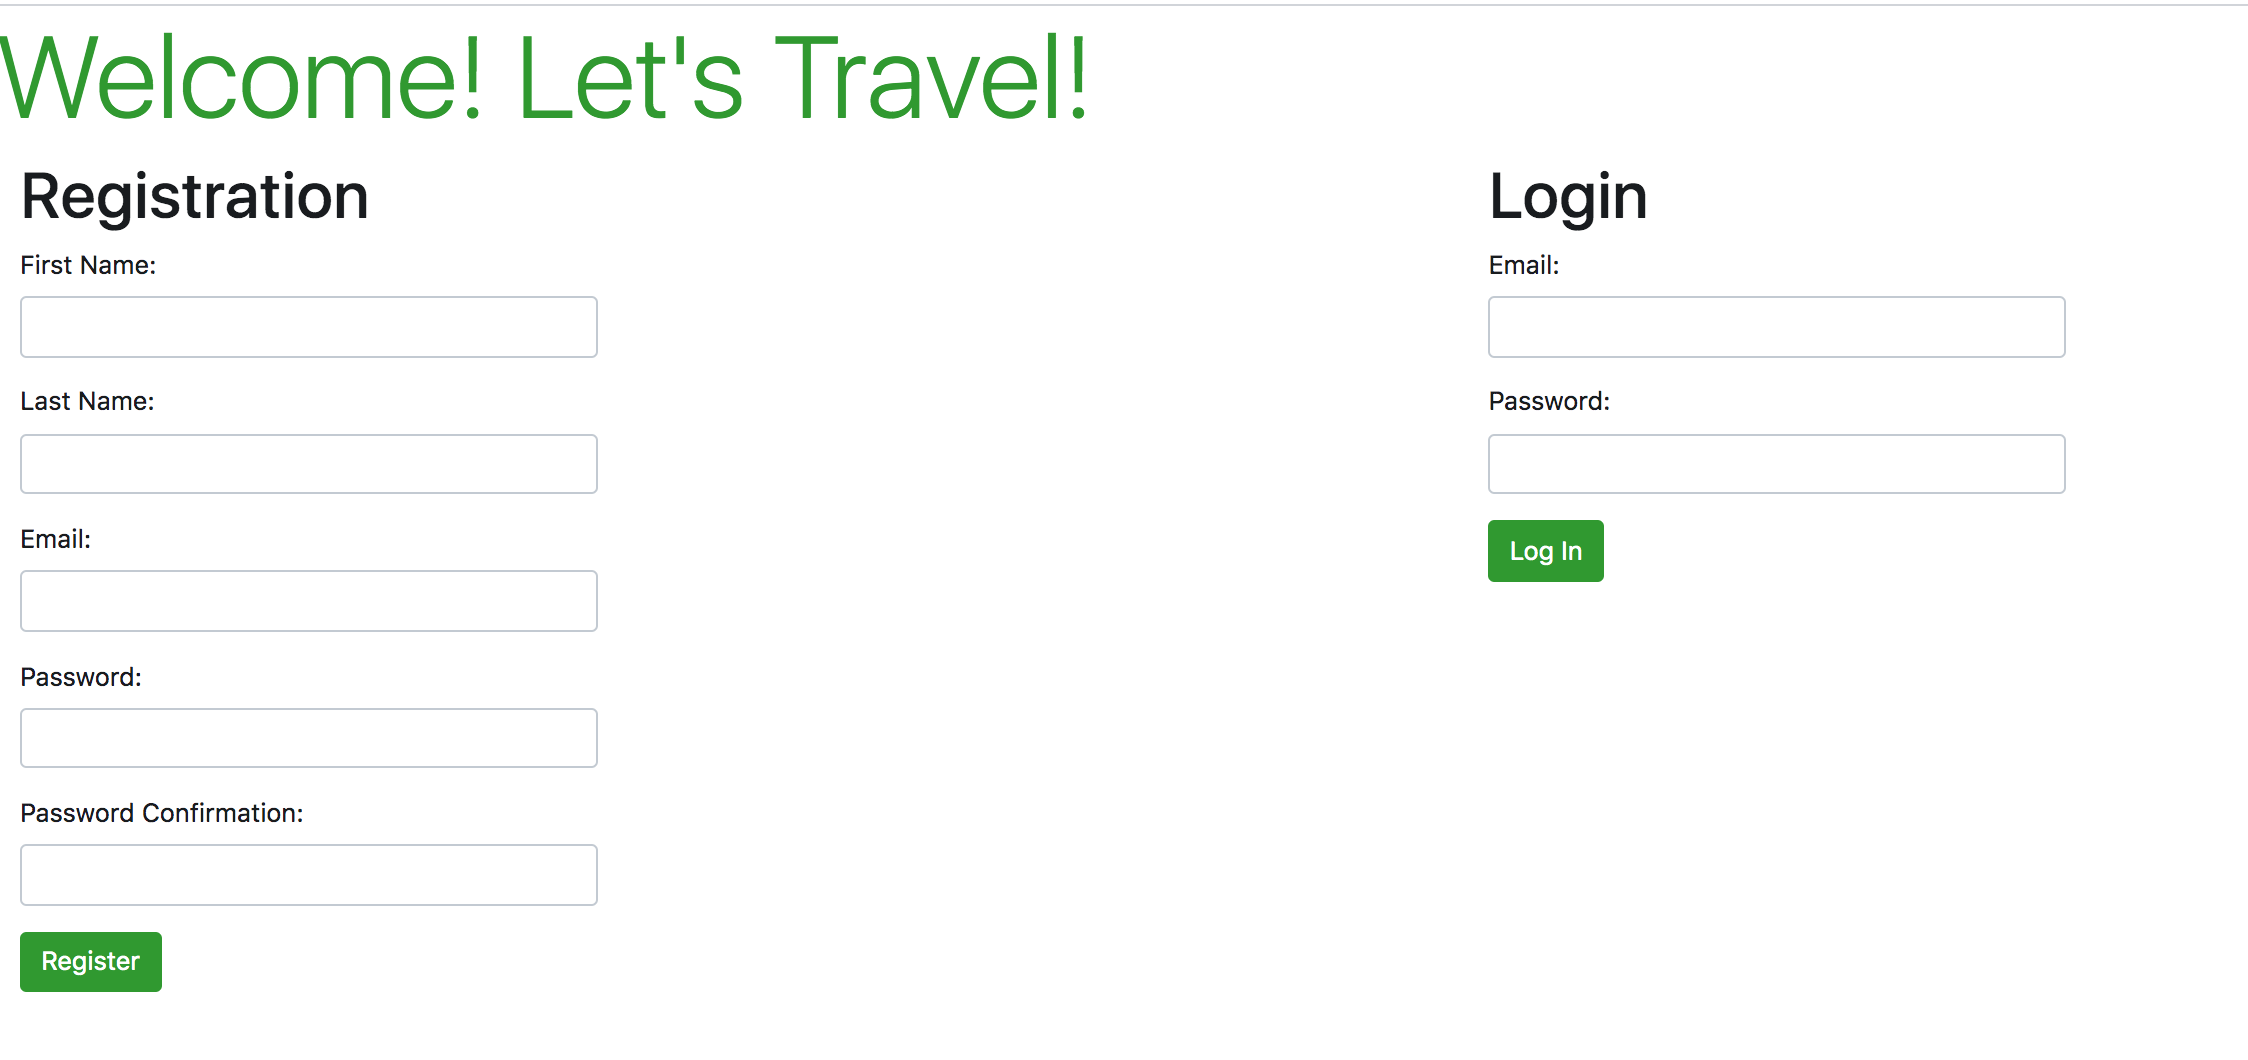 Welcome! Let's Travel!
Registration
First Name:
Last Name:
Email:
Password:
Password Confirmation:
Register
Login
Email:
Password:
Log In